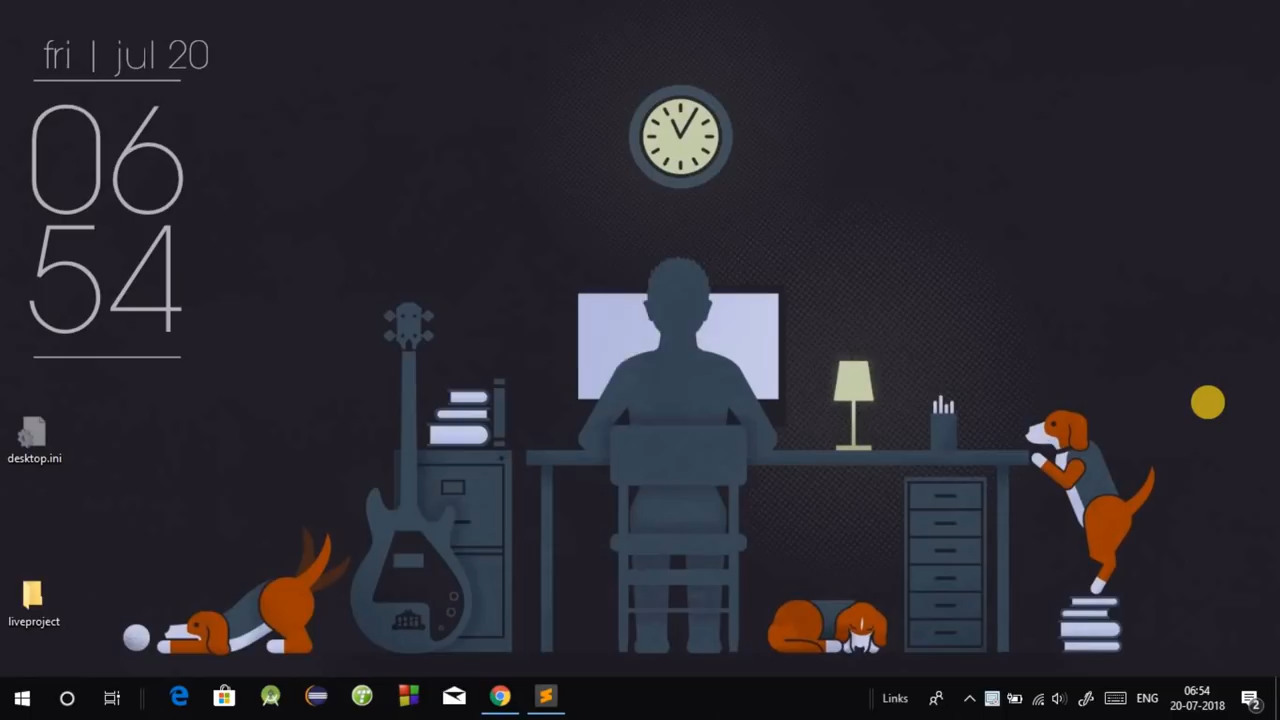 fri | jul 20
06
54
desktop.ini
liveproject
Links
ENG
06:54
20-07-2018
2